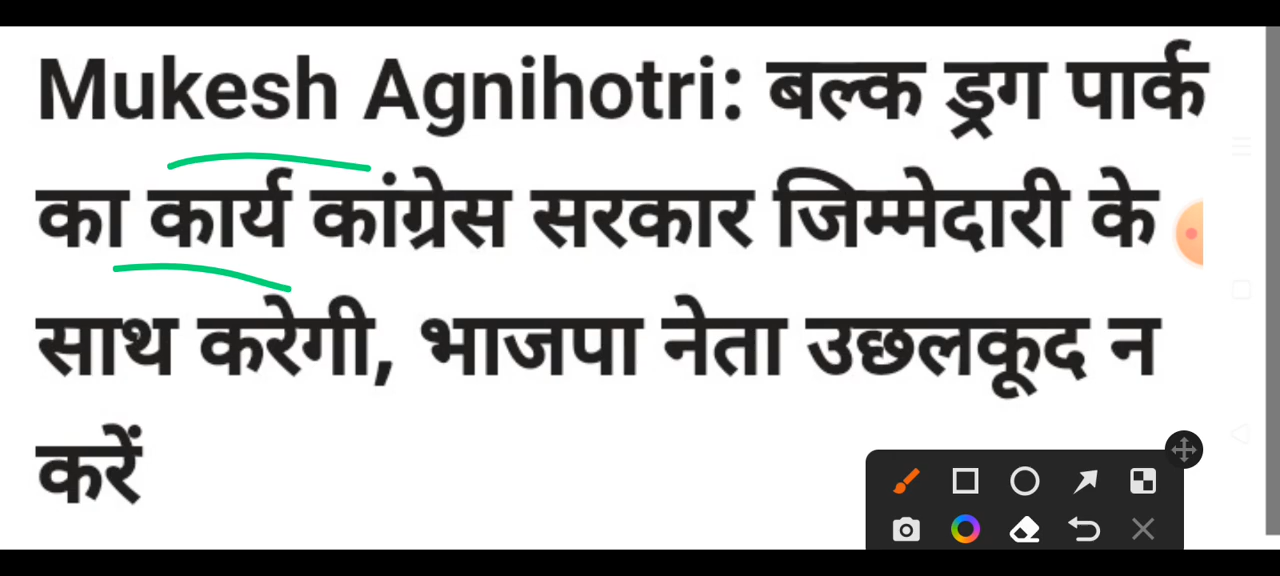 Mukesh Agnihotri: बल्क ड्रग पार्क
का कार्य कांग्रेस सरकार जिम्मेदारी के
साथ करेगी, भाजपा नेता उछलकूद न
करें